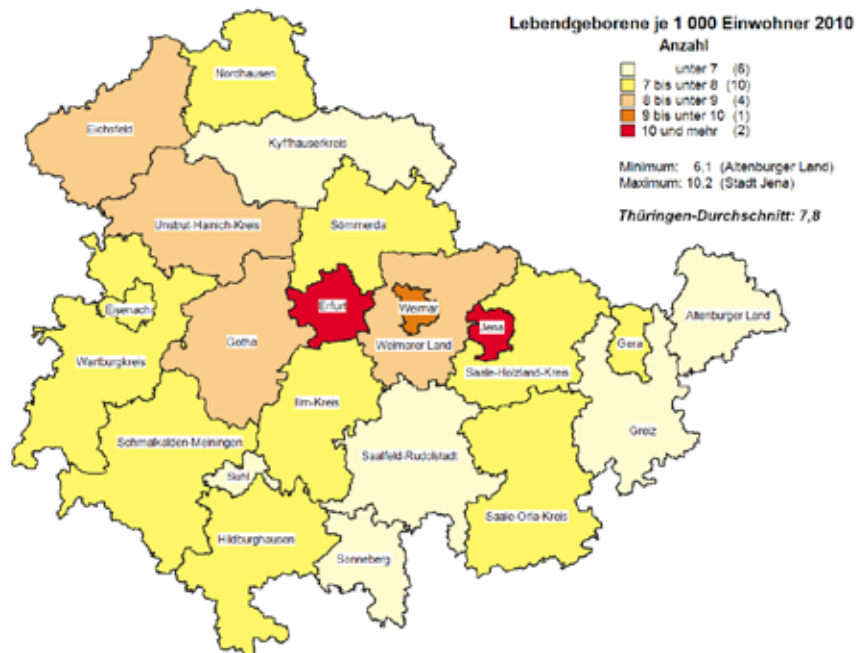 Lebendgeborene je 1 000 Einwohner 2010
Anzahl
unter 7 (6)
7 bis unter 8 (10)
8 bis unter 9 (4)
9 bis unter 10 (1)
10 und mehr (2)
Minimum: 6,1 (Altenburger Land)
Maximum: 10,2 (Stadt Jena)
Thüringen-Durchschnitt: 7,8
Nordhausen
Eichsfeld
Kyffhäuserkreis
Unstrut-Hainich-Kreis
Sömmerda
Eisenach
Erfurt
Weimar
Jena
Altenburger Land
Gotha
Weimarer Land
Gera
Wartburgkreis
Saale-Holzland-Kreis
Ilm-Kreis
Greiz
Schmalkalden-Meiningen
Saalfeld-Rudolstadt
Suhl
Saale-Orla-Kreis
Hildburghausen
Sonneberg